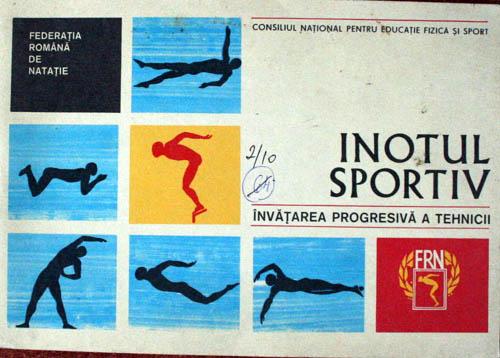 FEDERAȚIA
ROMÂNĂ
DE
NATAȚIE
CONSILIUL NAȚIONAL PENTRU EDUCAȚIE FIZICA ȘI SPORT
2/10
INOTUL
SPORTIV
ÎNVĂȚAREA PROGRESIVĂ A TEHNICII
FRN